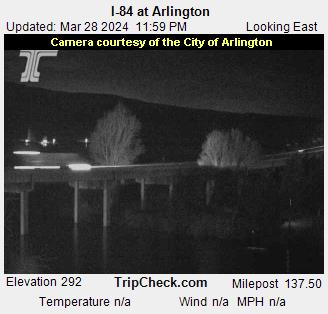 I-84 at Arlington
Updated: Mar 28 2024 11:59 PM Looking East
Camera courtesy of the City of Arlington
Elevation 292 TripCheck.com Milepost 137.50
Temperature n/a Wind n/a MPH n/a